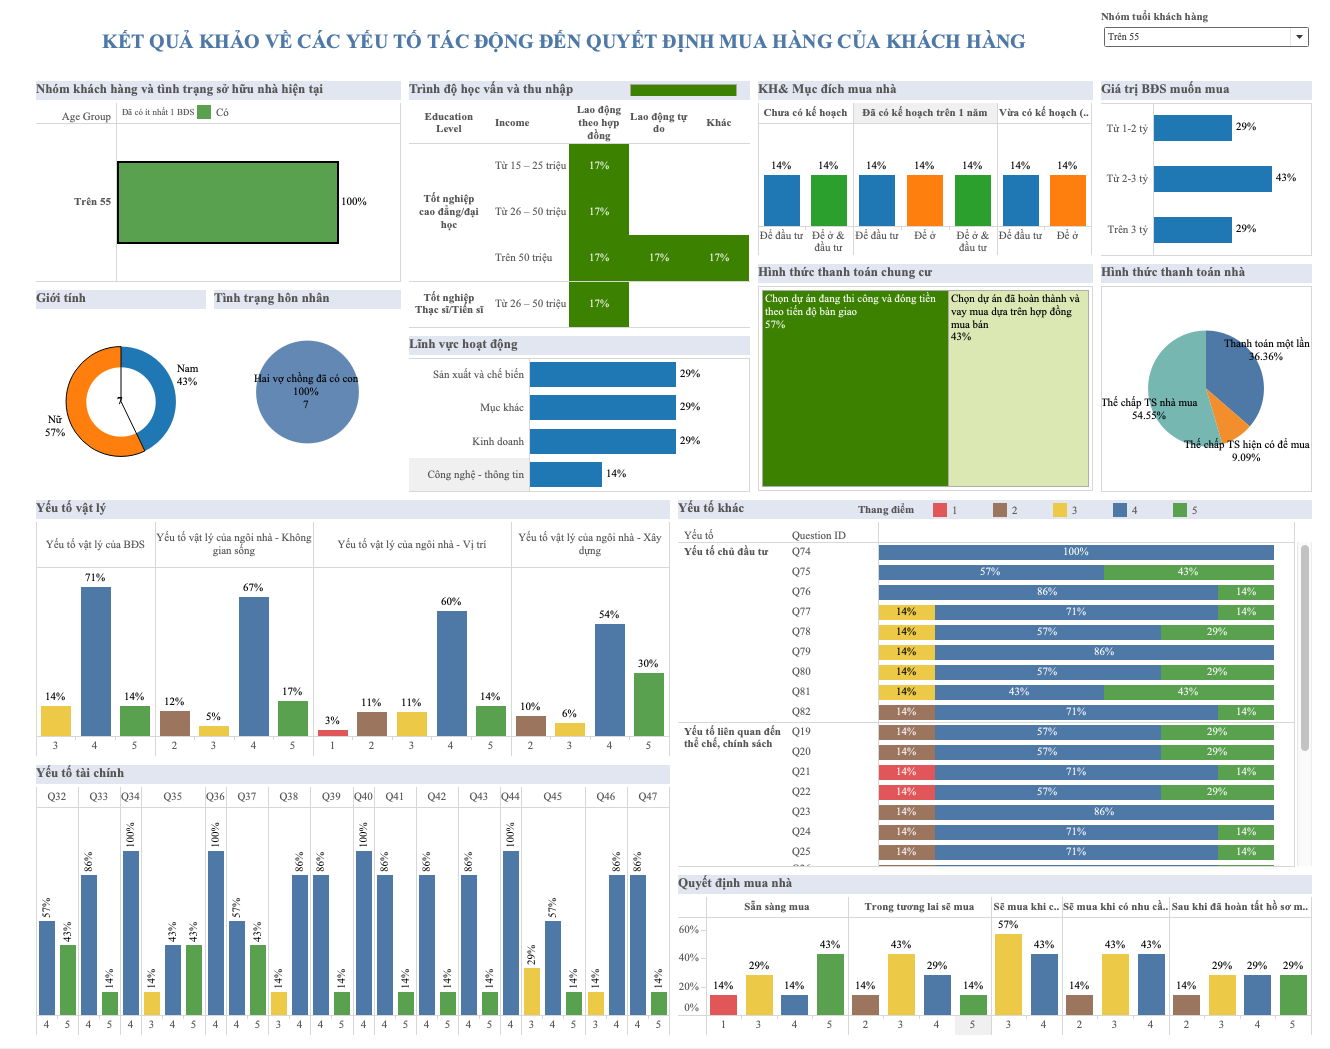 Nhóm tuổi khách hàng
Trên 55
KẾT QUẢ KHẢO VỀ CÁC YẾU TỐ TÁC ĐỘNG ĐẾN QUYẾT ĐỊNH MUA HÀNG CỦA KHÁCH HÀNG
Nhóm khách hàng và tình trạng sở hữu nhà hiện tại
Age Group
Đã có ít nhất 1 BĐS
Có
Trên 55
100%
Giới tính
Nam
43%
7
Nữ
57%
Tình trạng hôn nhân
Hai vợ chồng đã có con
100%
7
Trình độ học vấn và thu nhập
Education Level
Income
Lao động theo hợp đồng
Lao động tự do
Khác
Tốt nghiệp cao đẳng/đại học
Từ 15 – 25 triệu 17%
Từ 26 – 50 triệu 17%
Trên 50 triệu 17% 17% 17%
Tốt nghiệp Thạc sĩ/Tiến sĩ
Từ 26 – 50 triệu 17%
Lĩnh vực hoạt động
Sản xuất và chế biến 29%
Mục khác 29%
Kinh doanh 29%
Công nghệ - thông tin 14%
KH& Mục đích mua nhà
Chưa có kế hoạch
Đã có kế hoạch trên 1 năm
Vừa có kế hoạch (..
14% 14% 14% 14% 14% 14% 14%
Để đầu tư
Để ở & đầu tư
Để đầu tư
Để ở
Để ở & đầu tư
Để đầu tư
Để ở
Hình thức thanh toán chung cư
Chọn dự án đang thi công và đóng tiền
theo tiến độ bàn giao
57%
Chọn dự án đã hoàn thành và
vay mua dựa trên hợp đồng
mua bán
43%
Giá trị BĐS muốn mua
Từ 1-2 tỷ 29%
Từ 2-3 tỷ 43%
Trên 3 tỷ 29%
Hình thức thanh toán nhà
Thanh toán một lần
36.36%
Thế chấp TS nhà mua
54.55%
Thế chấp TS hiện có để mua
9.09%
Yếu tố vật lý
Yếu tố vật lý của BĐS
Yếu tố vật lý của ngôi nhà - Không gian sống
Yếu tố vật lý của ngôi nhà - Vị trí
Yếu tố vật lý của ngôi nhà - Xây dựng
14% 71% 14%
12% 5% 67% 17%
3% 11% 11% 60% 14%
10% 6% 54% 30%
3 4 5 2 3 4 5 1 2 3 4 5 2 3 4 5
Yếu tố tài chính
Q32 Q33 Q34 Q35 Q36 Q37 Q38 Q39 Q40 Q41 Q42 Q43 Q44 Q45 Q46 Q47
57% 43% 86% 14% 100% 14% 43% 43% 100% 57% 43% 14% 86% 86% 14% 100% 86% 14% 86% 14% 86% 14% 100% 29% 57% 14% 14% 86% 86% 14%
4 5 4 5 4 3 4 5 4 4 5 3 4 4 5 4 4 5 4 5 4 5 4 3 4 5 3 4 4 5
Yếu tố khác
Thang điểm 1 2 3 4 5
Yếu tố Question ID
Yếu tố chủ đầu tư
Q74 100%
Q75 57% 43%
Q76 86% 14%
Q77 14% 71% 14%
Q78 14% 57% 29%
Q79 14% 86%
Q80 14% 57% 29%
Q81 14% 43% 43%
Q82 14% 71% 14%
Yếu tố liên quan đến
thể chế, chính sách
Q19 14% 57% 29%
Q20 14% 57% 29%
Q21 14% 71% 14%
Q22 14% 57% 29%
Q23 14% 86%
Q24 14% 71% 14%
Q25 14% 71% 14%
Quyết định mua nhà
Sẵn sàng mua
Trong tương lai sẽ mua
Sẽ mua khi c..
Sẽ mua khi có nhu cầ..
Sau khi đã hoàn tất hồ sơ m..
60%
40%
20%
0%
14% 29% 14% 43%
14% 43% 29% 14%
57% 43%
14% 43% 43%
14% 29% 29% 29%
1 3 4 5 2 3 4 5 3 4 2 3 4 2 3 4 5